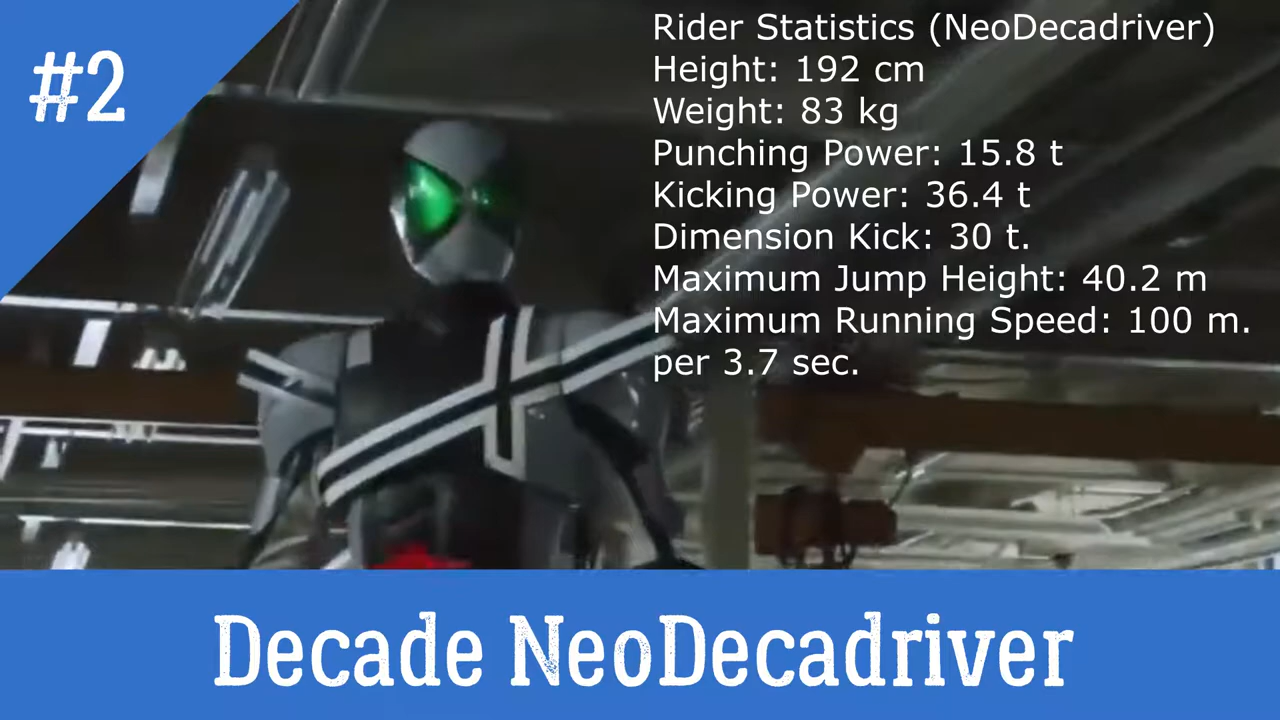 #2
Rider Statistics (NeoDecadriver)
Height: 192 cm
Weight: 83 kg
Punching Power: 15.8 t
Kicking Power: 36.4 t
Dimension Kick: 30 t.
Maximum Jump Height: 40.2 m
Maximum Running Speed: 100 m.
per 3.7 sec.
Decade NeoDecadriver